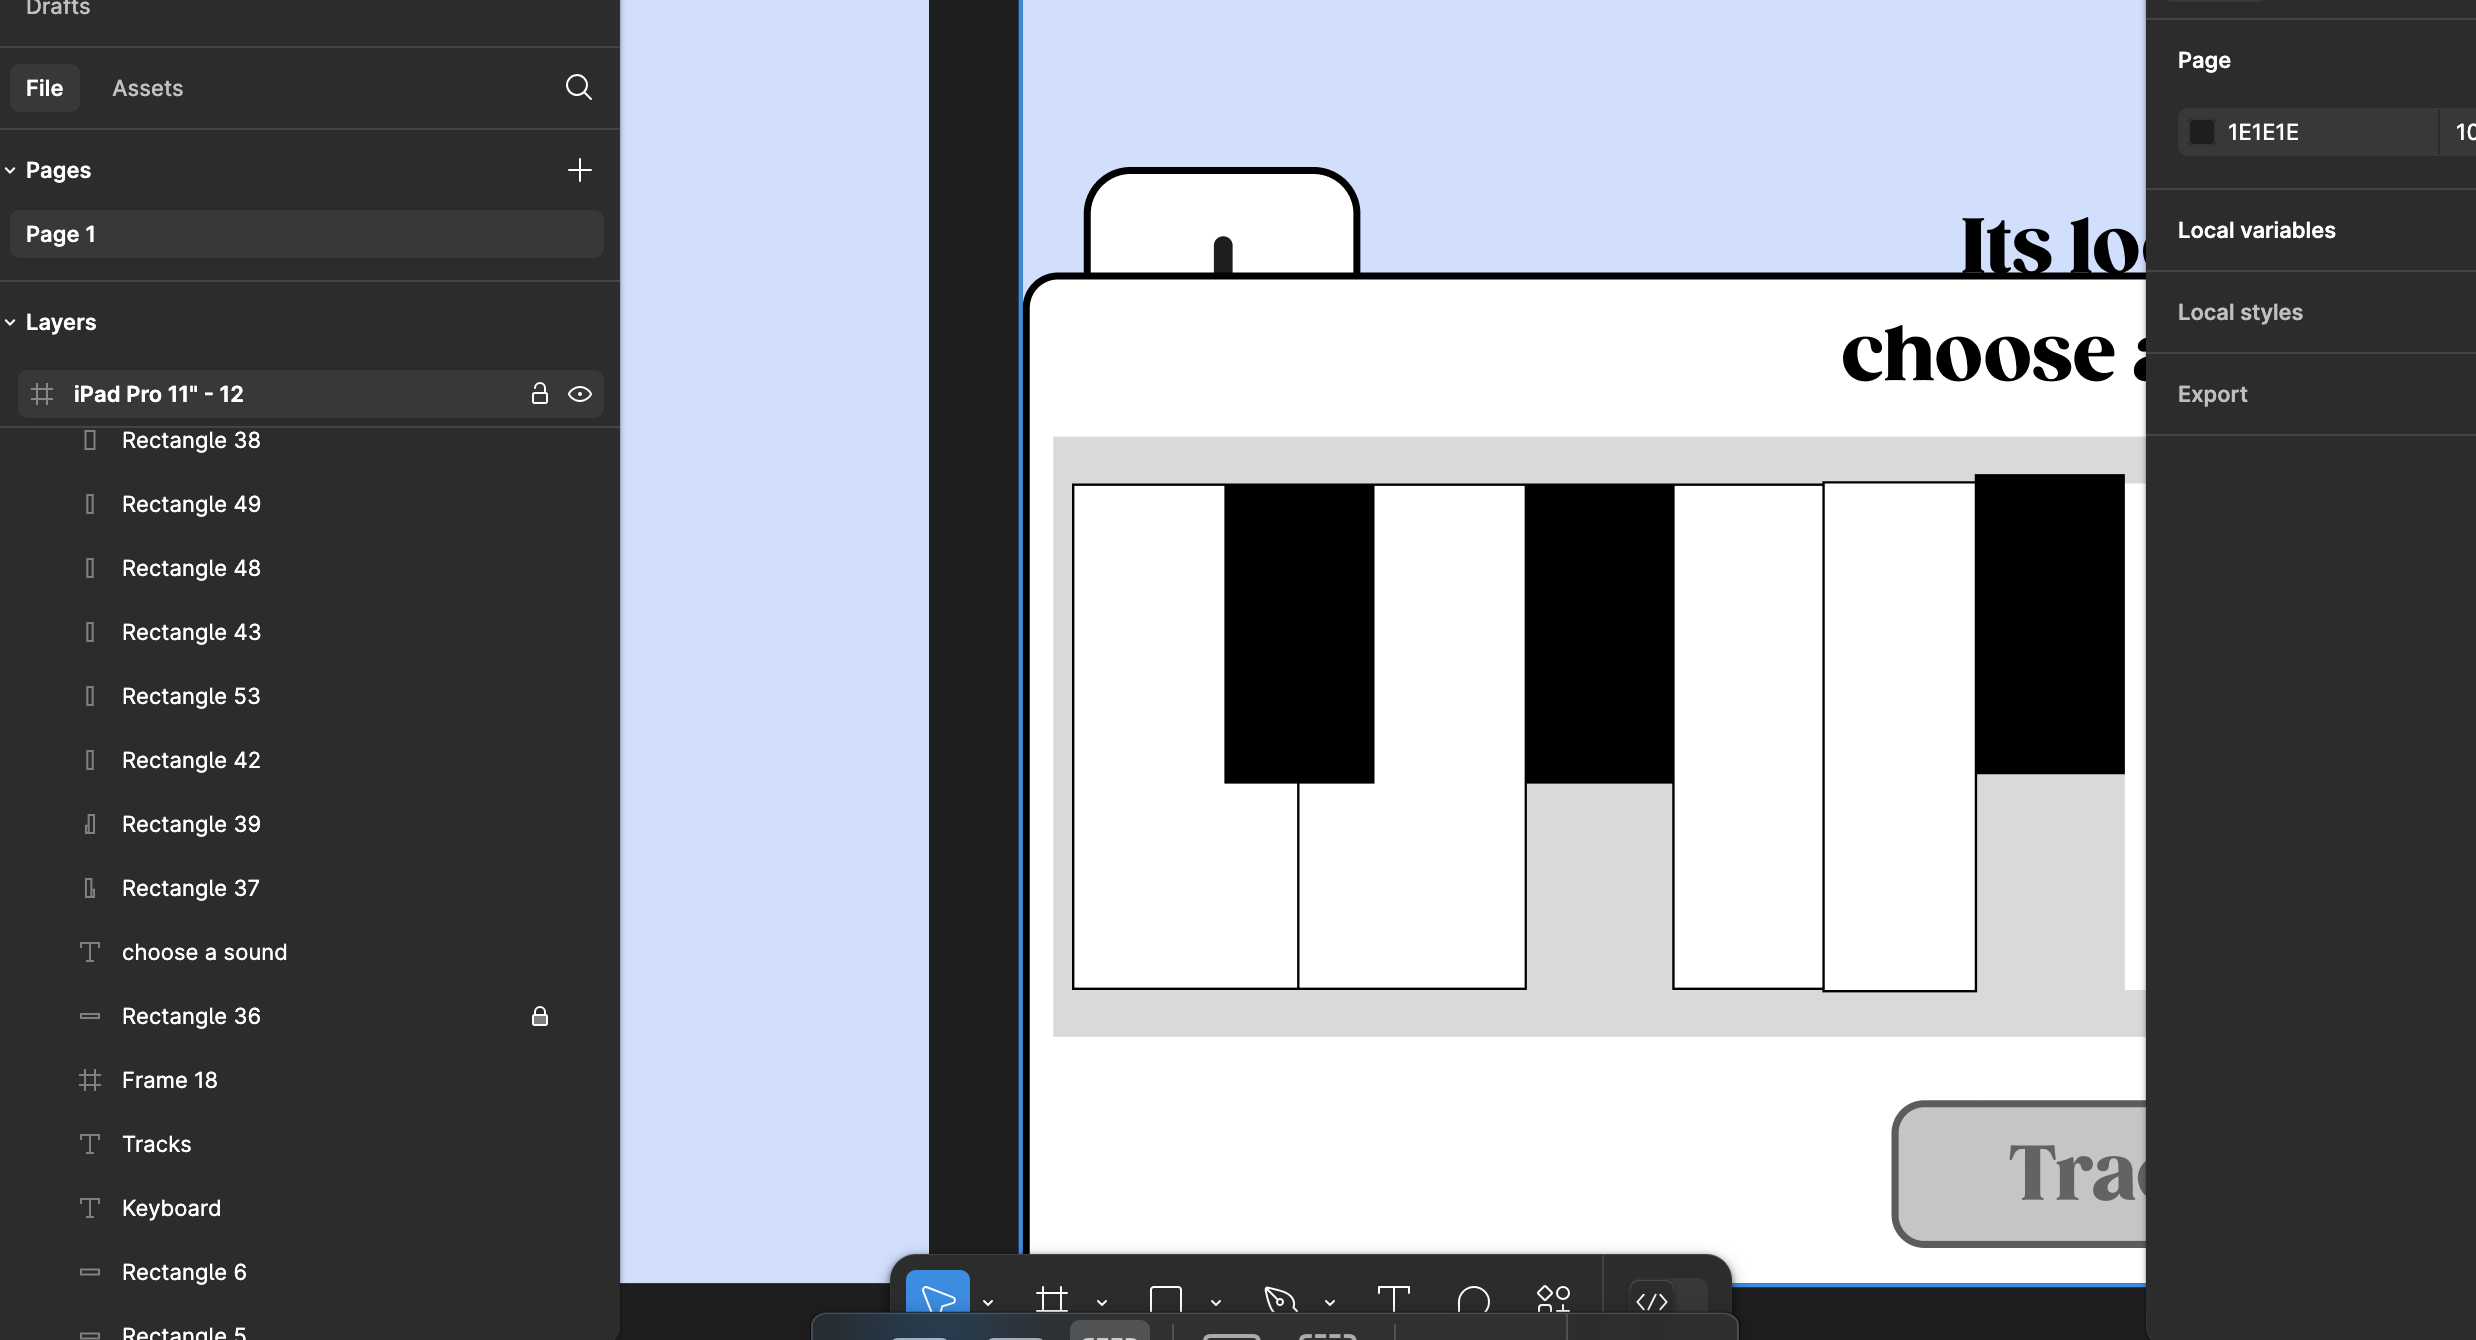 Drafts
File Assets
Pages
Page 1
Layers
iPad Pro 11" - 12
Rectangle 38
Rectangle 49
Rectangle 48
Rectangle 43
Rectangle 53
Rectangle 42
Rectangle 39
Rectangle 37
choose a sound
Rectangle 36
Frame 18
Tracks
Keyboard
Rectangle 6
Rectangle 5
Its lo
choose a
Trac
Page
1E1E1E 10
Local variables
Local styles
Export